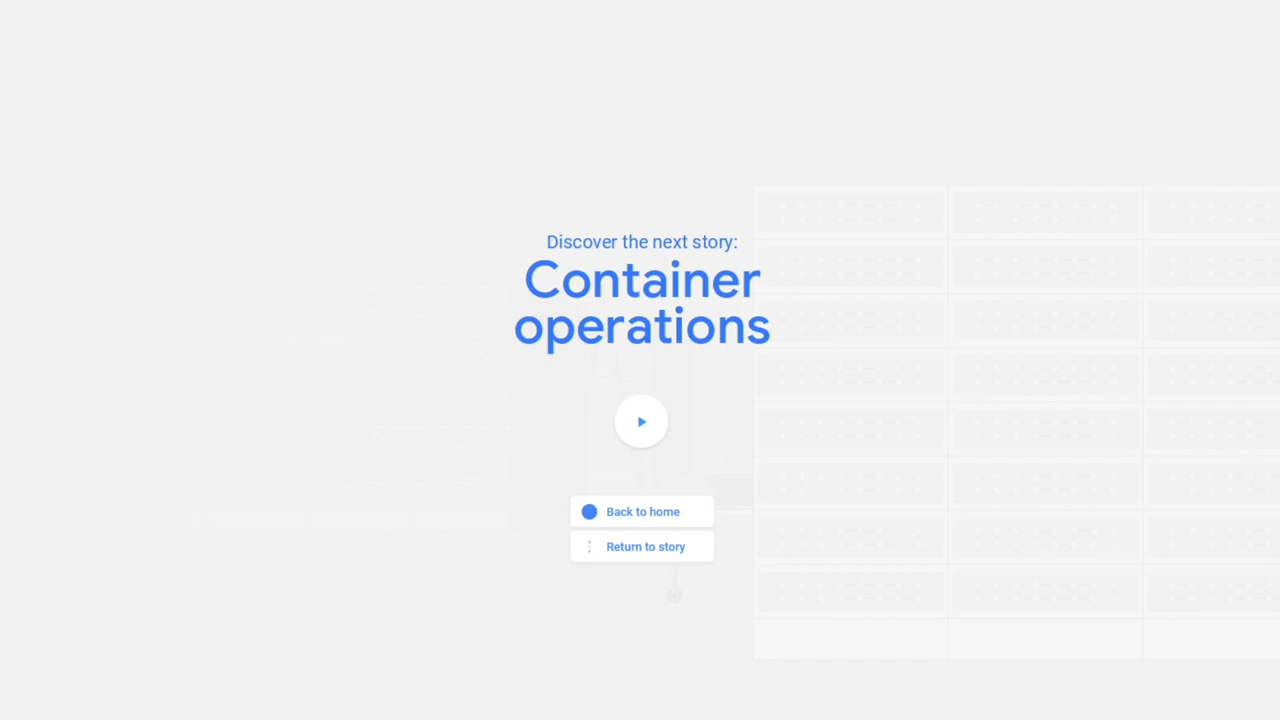 Discover the next story:
Container
operations
Back to home
Return to story